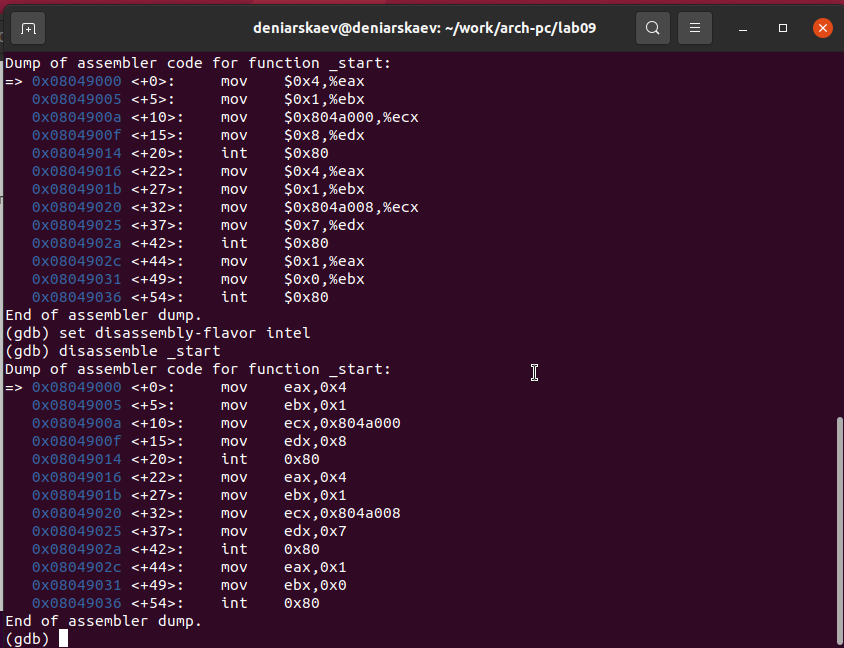 deniarskaev@deniarskaev: ~/work/arch-pc/lab09
Dump of assembler code for function _start:
=> 0x08049000 <+0>:     mov    $0x4,%eax
   0x08049005 <+5>:     mov    $0x1,%ebx
   0x0804900a <+10>:    mov    $0x804a000,%ecx
   0x0804900f <+15>:    mov    $0x8,%edx
   0x08049014 <+20>:    int    $0x80
   0x08049016 <+22>:    mov    $0x4,%eax
   0x0804901b <+27>:    mov    $0x1,%ebx
   0x08049020 <+32>:    mov    $0x804a008,%ecx
   0x08049025 <+37>:    mov    $0x7,%edx
   0x0804902a <+42>:    int    $0x80
   0x0804902c <+44>:    mov    $0x1,%eax
   0x08049031 <+49>:    mov    $0x0,%ebx
   0x08049036 <+54>:    int    $0x80
End of assembler dump.
(gdb) set disassembly-flavor intel
(gdb) disassemble _start
Dump of assembler code for function _start:
=> 0x08049000 <+0>:     mov    eax,0x4
   0x08049005 <+5>:     mov    ebx,0x1
   0x0804900a <+10>:    mov    ecx,0x804a000
   0x0804900f <+15>:    mov    edx,0x8
   0x08049014 <+20>:    int    0x80
   0x08049016 <+22>:    mov    eax,0x4
   0x0804901b <+27>:    mov    ebx,0x1
   0x08049020 <+32>:    mov    ecx,0x804a008
   0x08049025 <+37>:    mov    edx,0x7
   0x0804902a <+42>:    int    0x80
   0x0804902c <+44>:    mov    eax,0x1
   0x08049031 <+49>:    mov    ebx,0x0
   0x08049036 <+54>:    int    0x80
End of assembler dump.
(gdb)